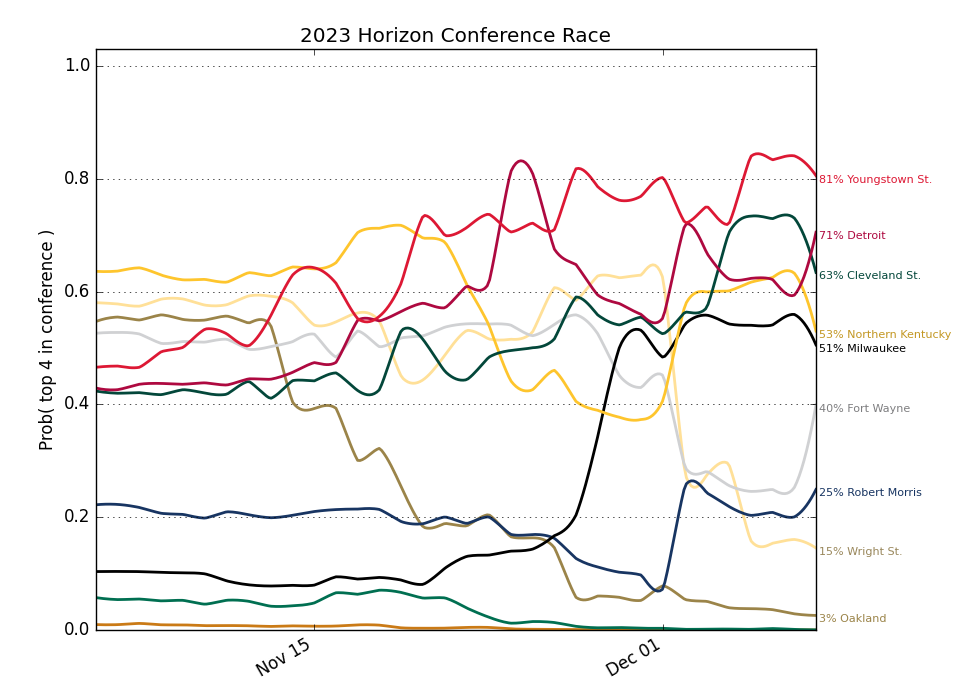 2023 Horizon Conference Race
Prob( top 4 in conference )
1.0
0.8
0.6
0.4
0.2
0.0
Nov 15
Dec 01
81% Youngstown St.
71% Detroit
63% Cleveland St.
53% Northern Kentucky
51% Milwaukee
40% Fort Wayne
25% Robert Morris
15% Wright St.
3% Oakland